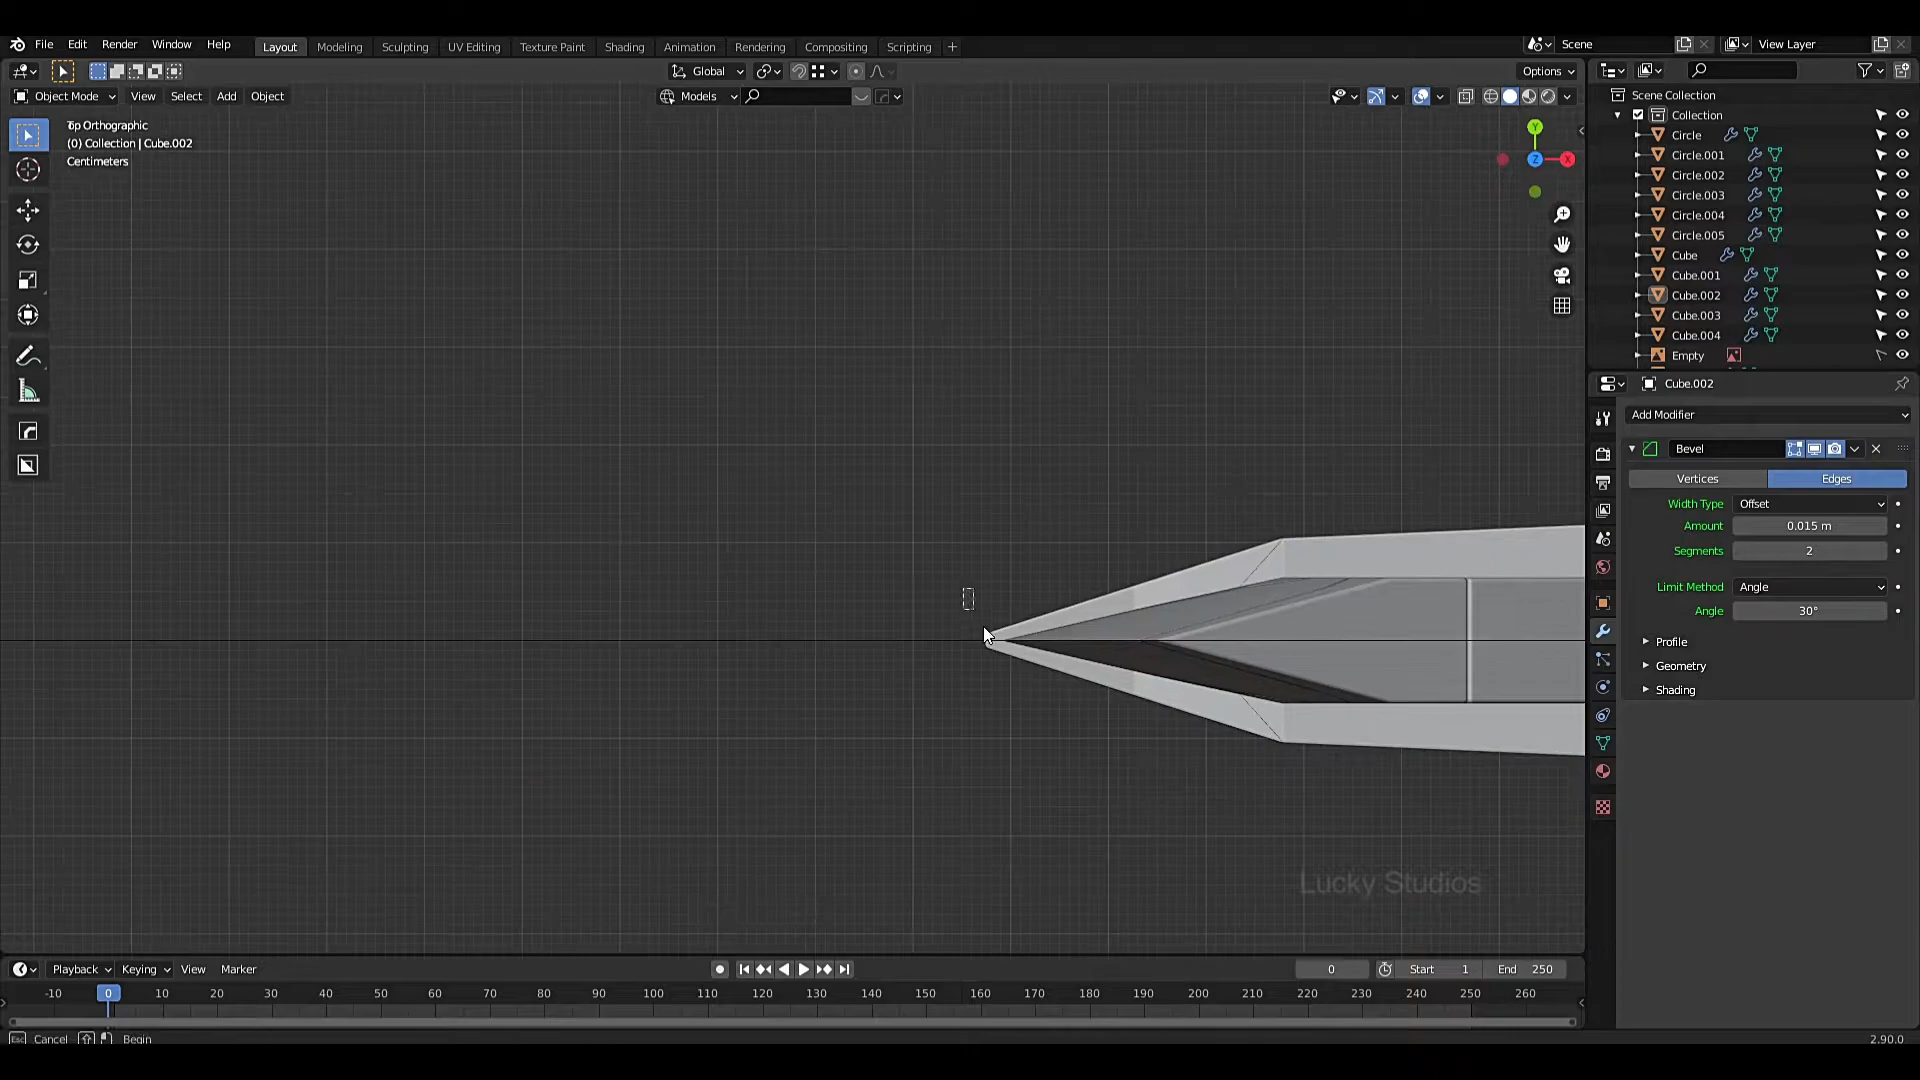 File Edit Render Window Help Layout Modeling Sculpting UV Editing Texture Paint Shading Animation Rendering Compositing Scripting + Scene View Layer
Global Options
Object Mode View Select Add Object Models
Top Orthographic
(0) Collection | Cube.002
Centimeters
Y
Z X
Scene Collection
Collection
Circle
Circle.001
Circle.002
Circle.003
Circle.004
Circle.005
Cube
Cube.001
Cube.002
Cube.003
Cube.004
Empty
Cube.002
Add Modifier
Bevel
Vertices Edges
Width Type Offset
Amount 0.015 m
Segments 2
Limit Method Angle
Angle 30°
Profile
Geometry
Shading
Lucky Studios
Playback Keying View Marker 0 Start 1 End 250
-10 0 10 20 30 40 50 60 70 80 90 100 110 120 130 140 150 160 170 180 190 200 210 220 230 240 250 260
Esc Cancel Begin 2.90.0